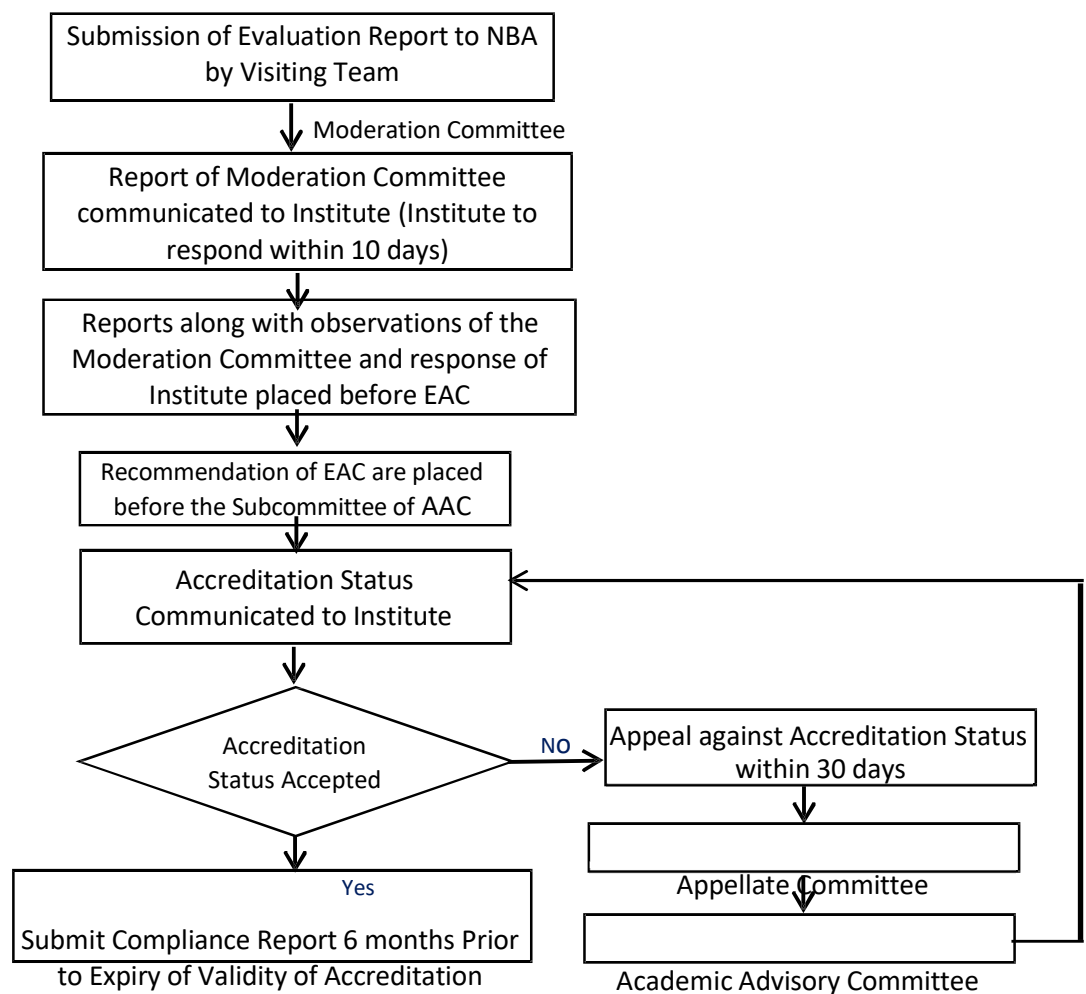 Submission of Evaluation Report to NBA
by Visiting Team
Moderation Committee
Report of Moderation Committee
communicated to Institute (Institute to
respond within 10 days)
Reports along with observations of the
Moderation Committee and response of
Institute placed before EAC
Recommendation of EAC are placed
before the Subcommittee of AAC
Accreditation Status
Communicated to Institute
Accreditation
Status Accepted
NO
Appeal against Accreditation Status
within 30 days
Appellate Committee
Academic Advisory Committee
Yes
Submit Compliance Report 6 months Prior
to Expiry of Validity of Accreditation